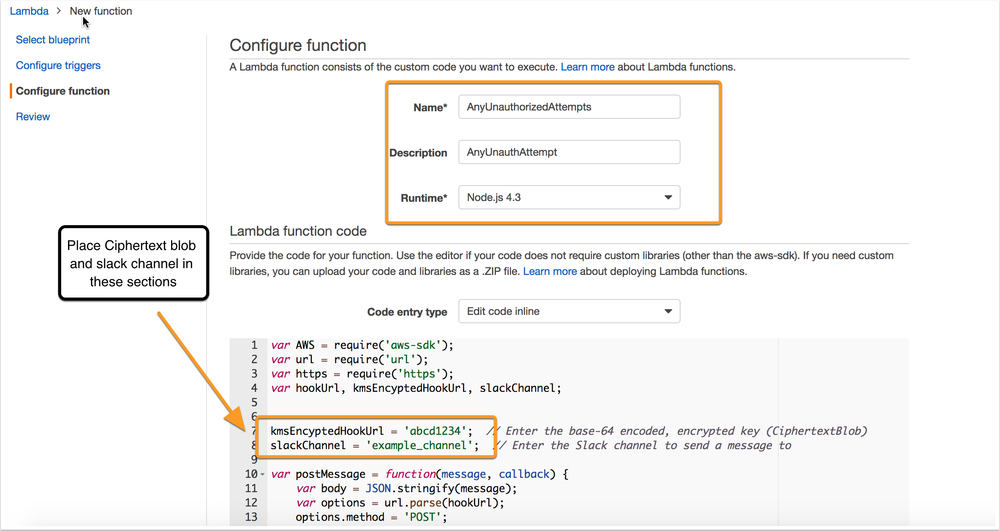 Lambda > New function
Select blueprint
Configure triggers
Configure function
Review
Configure function
A Lambda function consists of the custom code you want to execute. Learn more about Lambda functions.
Name* AnyUnauthorizedAttempts
Description AnyUnauthAttempt
Runtime* Node.js 4.3
Place Ciphertext blob
and slack channel in
these sections
Lambda function code
Provide the code for your function. Use the editor if your code does not require custom libraries (other than the aws-sdk). If you need custom
libraries, you can upload your code and libraries as a .ZIP file. Learn more about deploying Lambda functions.
Code entry type Edit code inline
1 var AWS = require('aws-sdk');
2 var url = require('url');
3 var https = require('https');
4 var hookUrl, kmsEncyptedHookUrl, slackChannel;
5
6
7 kmsEncyptedHookUrl = 'abcd1234'; // Enter the base-64 encoded, encrypted key (CiphertextBlob)
8 slackChannel = 'example_channel'; // Enter the Slack channel to send a message to
9
10 var postMessage = function(message, callback) {
11 var body = JSON.stringify(message);
12 var options = url.parse(hookUrl);
13 options.method = 'POST';